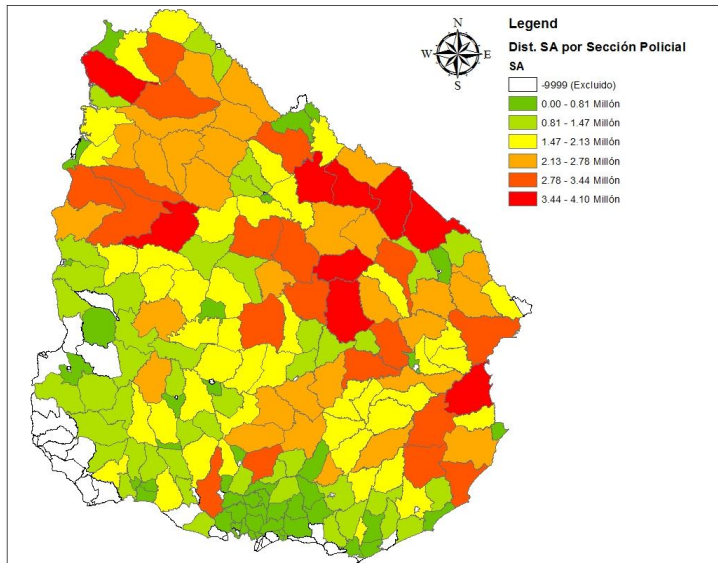 N
W E
S
Legend
Dist. SA por Sección Policial
SA
-9999 (Excluido)
0.00 - 0.81 Millón
0.81 - 1.47 Millón
1.47 - 2.13 Millón
2.13 - 2.78 Millón
2.78 - 3.44 Millón
3.44 - 4.10 Millón